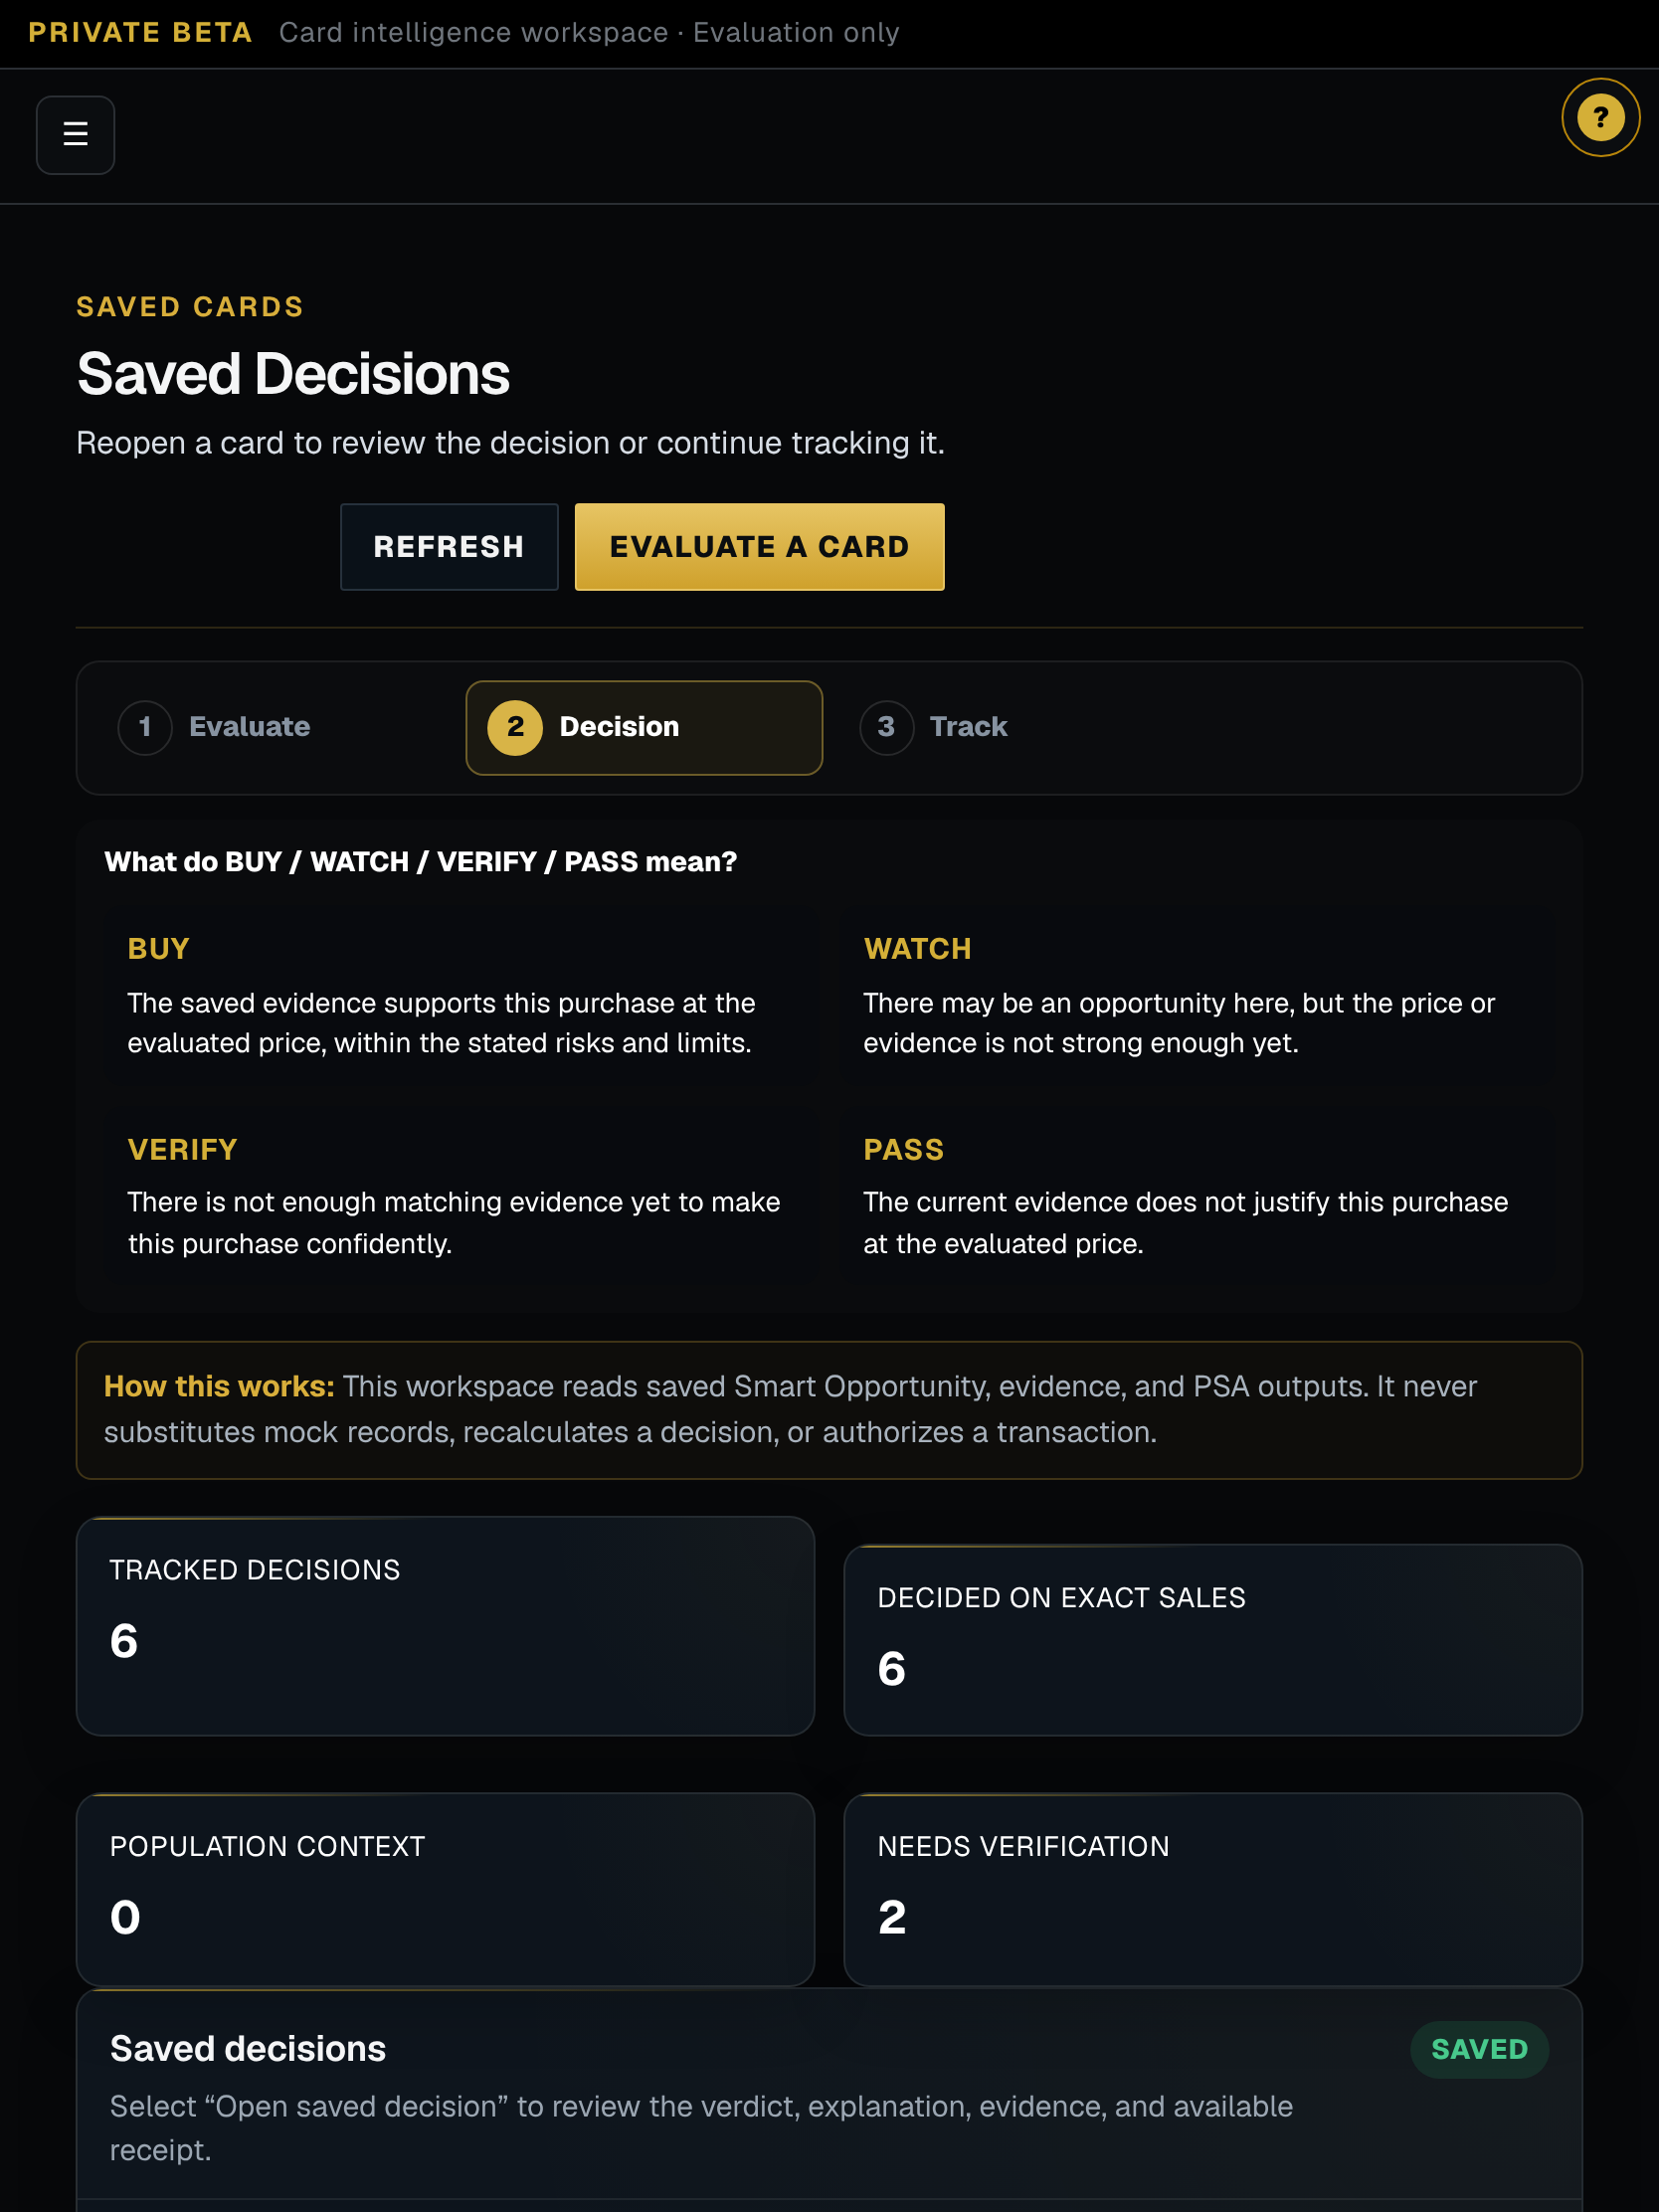 PRIVATE BETA Card intelligence workspace · Evaluation only
☰
?
SAVED CARDS
Saved Decisions
Reopen a card to review the decision or continue tracking it.
REFRESH
EVALUATE A CARD
1 Evaluate
2 Decision
3 Track
What do BUY / WATCH / VERIFY / PASS mean?
BUY
The saved evidence supports this purchase at the
evaluated price, within the stated risks and limits.
WATCH
There may be an opportunity here, but the price or
evidence is not strong enough yet.
VERIFY
There is not enough matching evidence yet to make
this purchase confidently.
PASS
The current evidence does not justify this purchase
at the evaluated price.
How this works: This workspace reads saved Smart Opportunity, evidence, and PSA outputs. It never
substitutes mock records, recalculates a decision, or authorizes a transaction.
TRACKED DECISIONS
6
DECIDED ON EXACT SALES
6
POPULATION CONTEXT
0
NEEDS VERIFICATION
2
Saved decisions
SAVED
Select “Open saved decision” to review the verdict, explanation, evidence, and available
receipt.